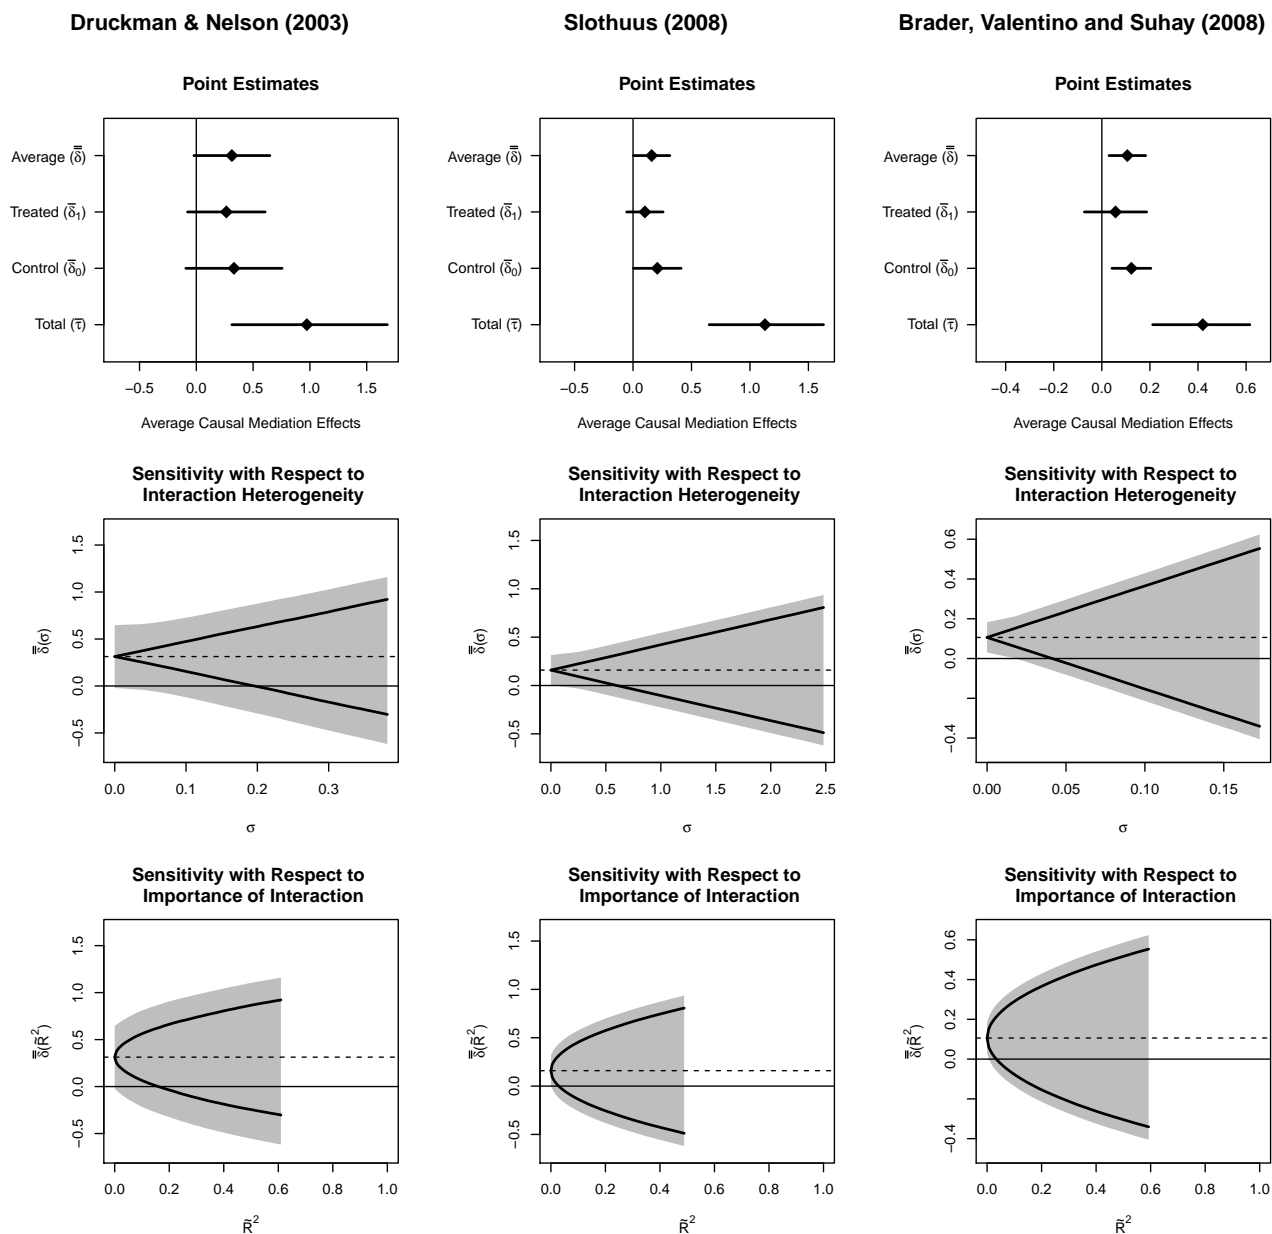 Druckman & Nelson (2003)
Slothuus (2008)
Brader, Valentino and Suhay (2008)
Point Estimates
Average (δ̿)
Treated (δ̄₁)
Control (δ̄₀)
Total (τ̄)
−0.5 0.0 0.5 1.0 1.5
Average Causal Mediation Effects
Point Estimates
Average (δ̿)
Treated (δ̄₁)
Control (δ̄₀)
Total (τ̄)
−0.5 0.0 0.5 1.0 1.5
Average Causal Mediation Effects
Point Estimates
Average (δ̿)
Treated (δ̄₁)
Control (δ̄₀)
Total (τ̄)
−0.4 −0.2 0.0 0.2 0.4 0.6
Average Causal Mediation Effects
Sensitivity with Respect to
Interaction Heterogeneity
δ̿(σ)
−0.5 0.0 0.5 1.0 1.5
0.0 0.1 0.2 0.3
σ
Sensitivity with Respect to
Interaction Heterogeneity
δ̿(σ)
−0.5 0.0 0.5 1.0 1.5
0.0 0.5 1.0 1.5 2.0 2.5
σ
Sensitivity with Respect to
Interaction Heterogeneity
δ̿(σ)
−0.4 0.0 0.2 0.4 0.6
0.00 0.05 0.10 0.15
σ
Sensitivity with Respect to
Importance of Interaction
δ̿(R̃²)
−0.5 0.0 0.5 1.0 1.5
0.0 0.2 0.4 0.6 0.8 1.0
R̃²
Sensitivity with Respect to
Importance of Interaction
δ̿(R̃²)
−0.5 0.0 0.5 1.0 1.5
0.0 0.2 0.4 0.6 0.8 1.0
R̃²
Sensitivity with Respect to
Importance of Interaction
δ̿(R̃²)
−0.4 0.0 0.2 0.4 0.6
0.0 0.2 0.4 0.6 0.8 1.0
R̃²